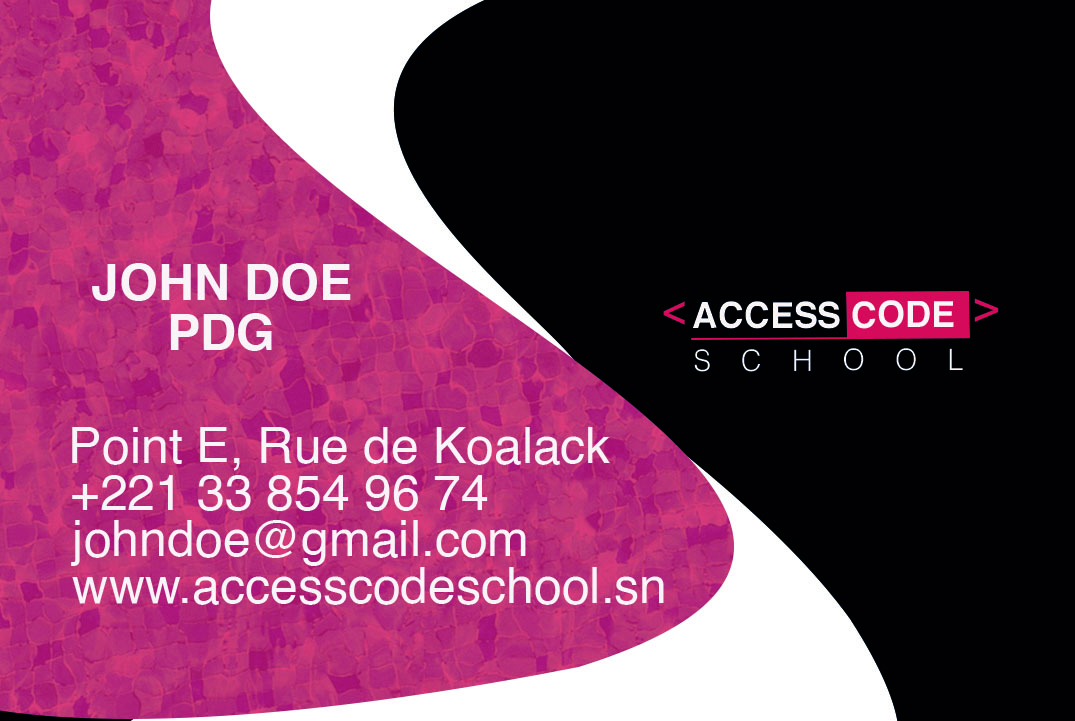 JOHN DOE
PDG
Point E, Rue de Koalack
+221 33 854 96 74
johndoe@gmail.com
www.accesscodeschool.sn
<ACCESS CODE>
SCHOOL